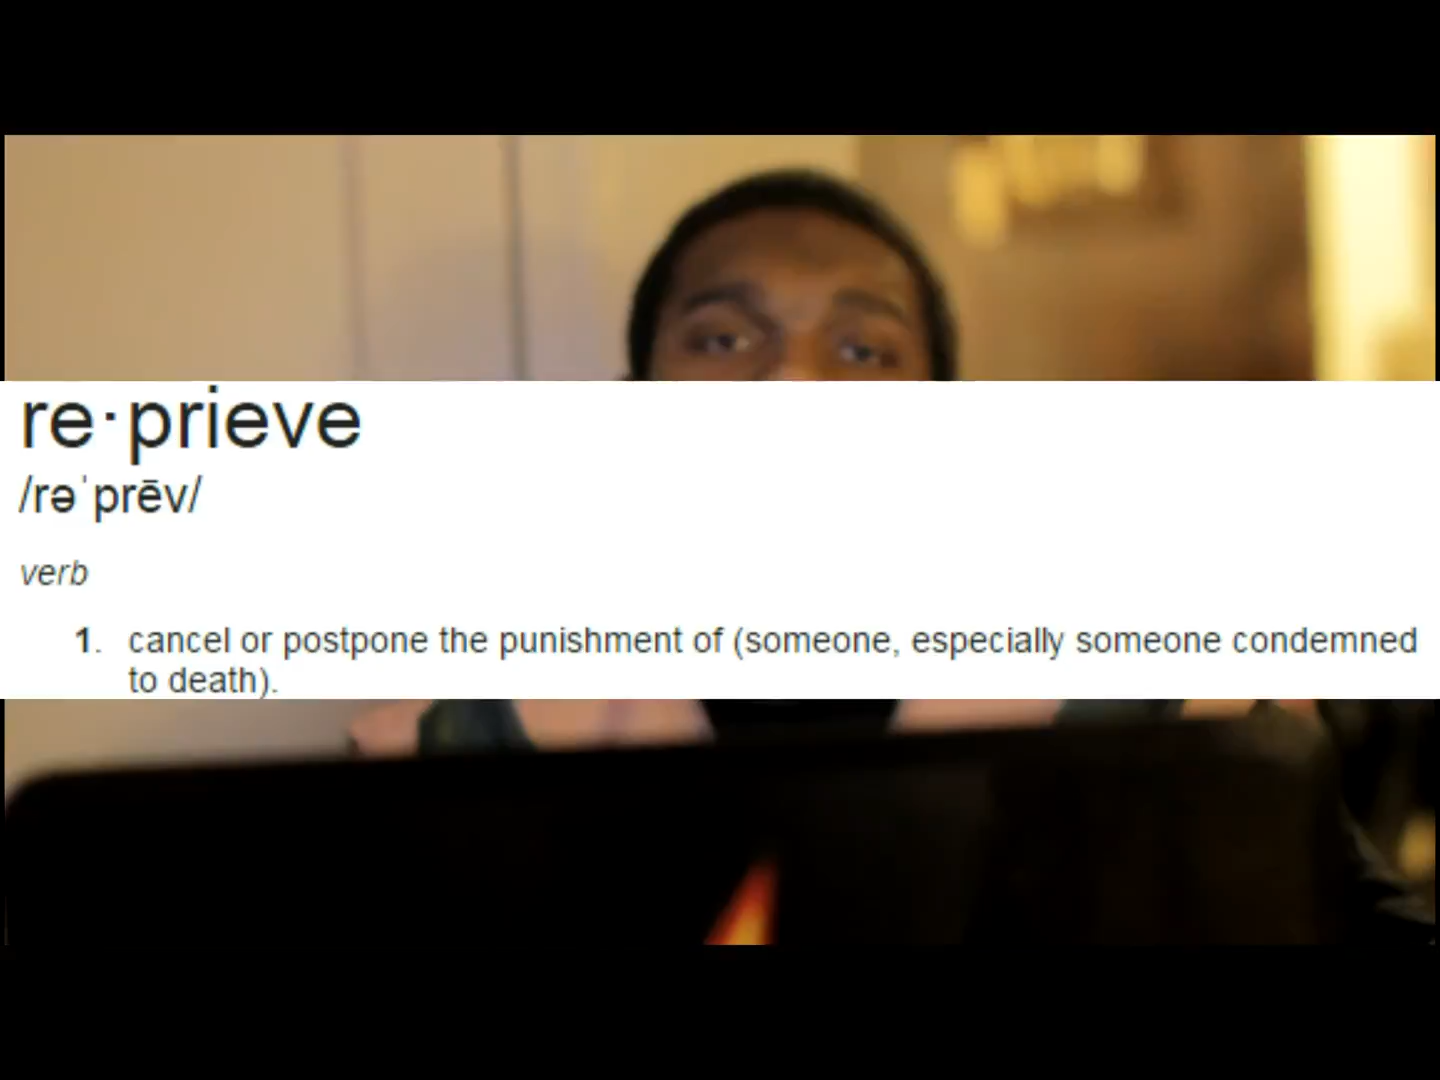 re·prieve
/rəˈprēv/
verb
1. cancel or postpone the punishment of (someone, especially someone condemned
to death).